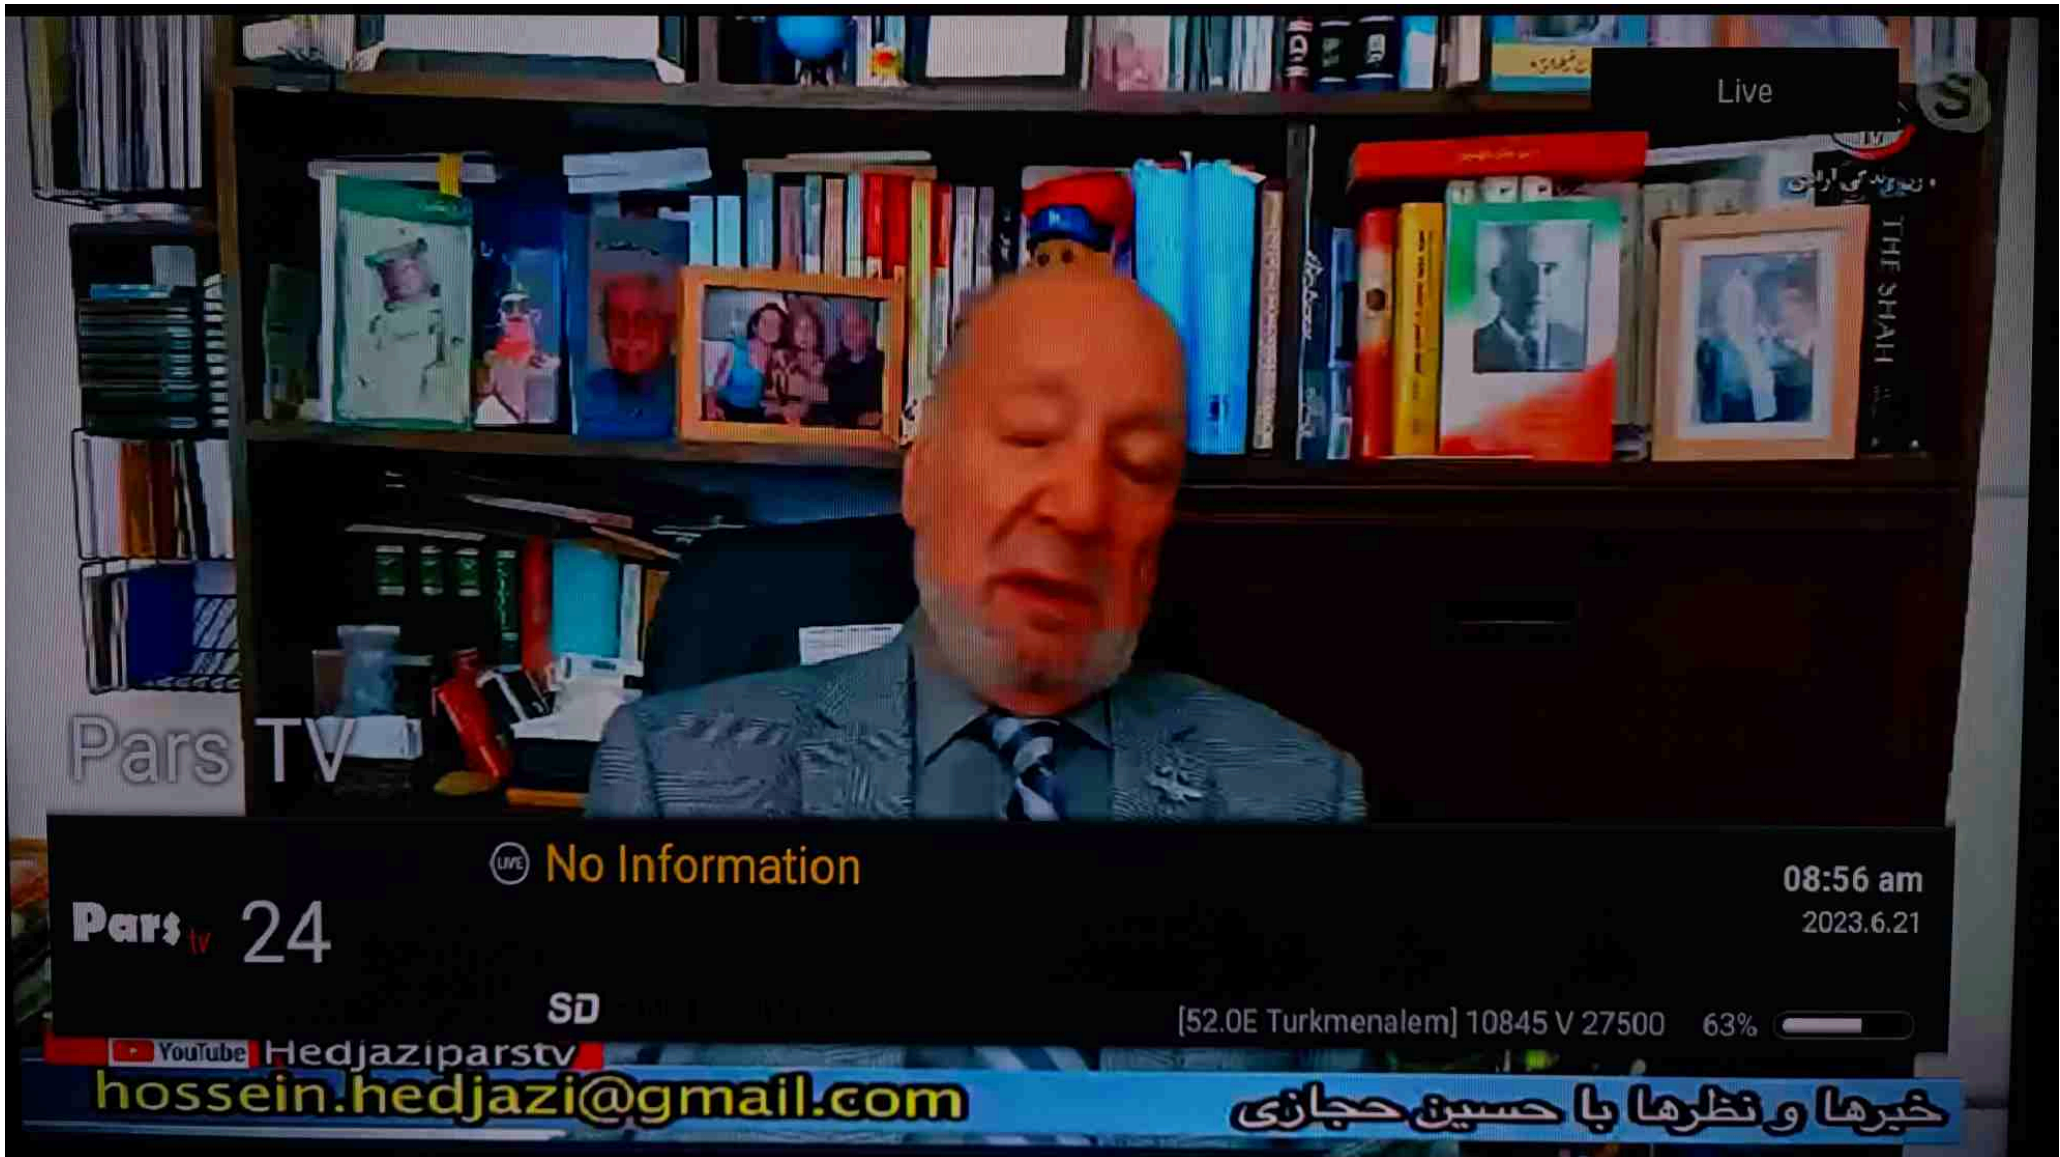 Live
S
THE SHAH
Pars TV
LIVE No Information
08:56 am
2023.6.21
Pars tv 24
SD
[52.0E Turkmenalem] 10845 V 27500 63%
YouTube Hedjaziparstv
hossein.hedjazi@gmail.com
خبرها و نظرها با حسین حجازی